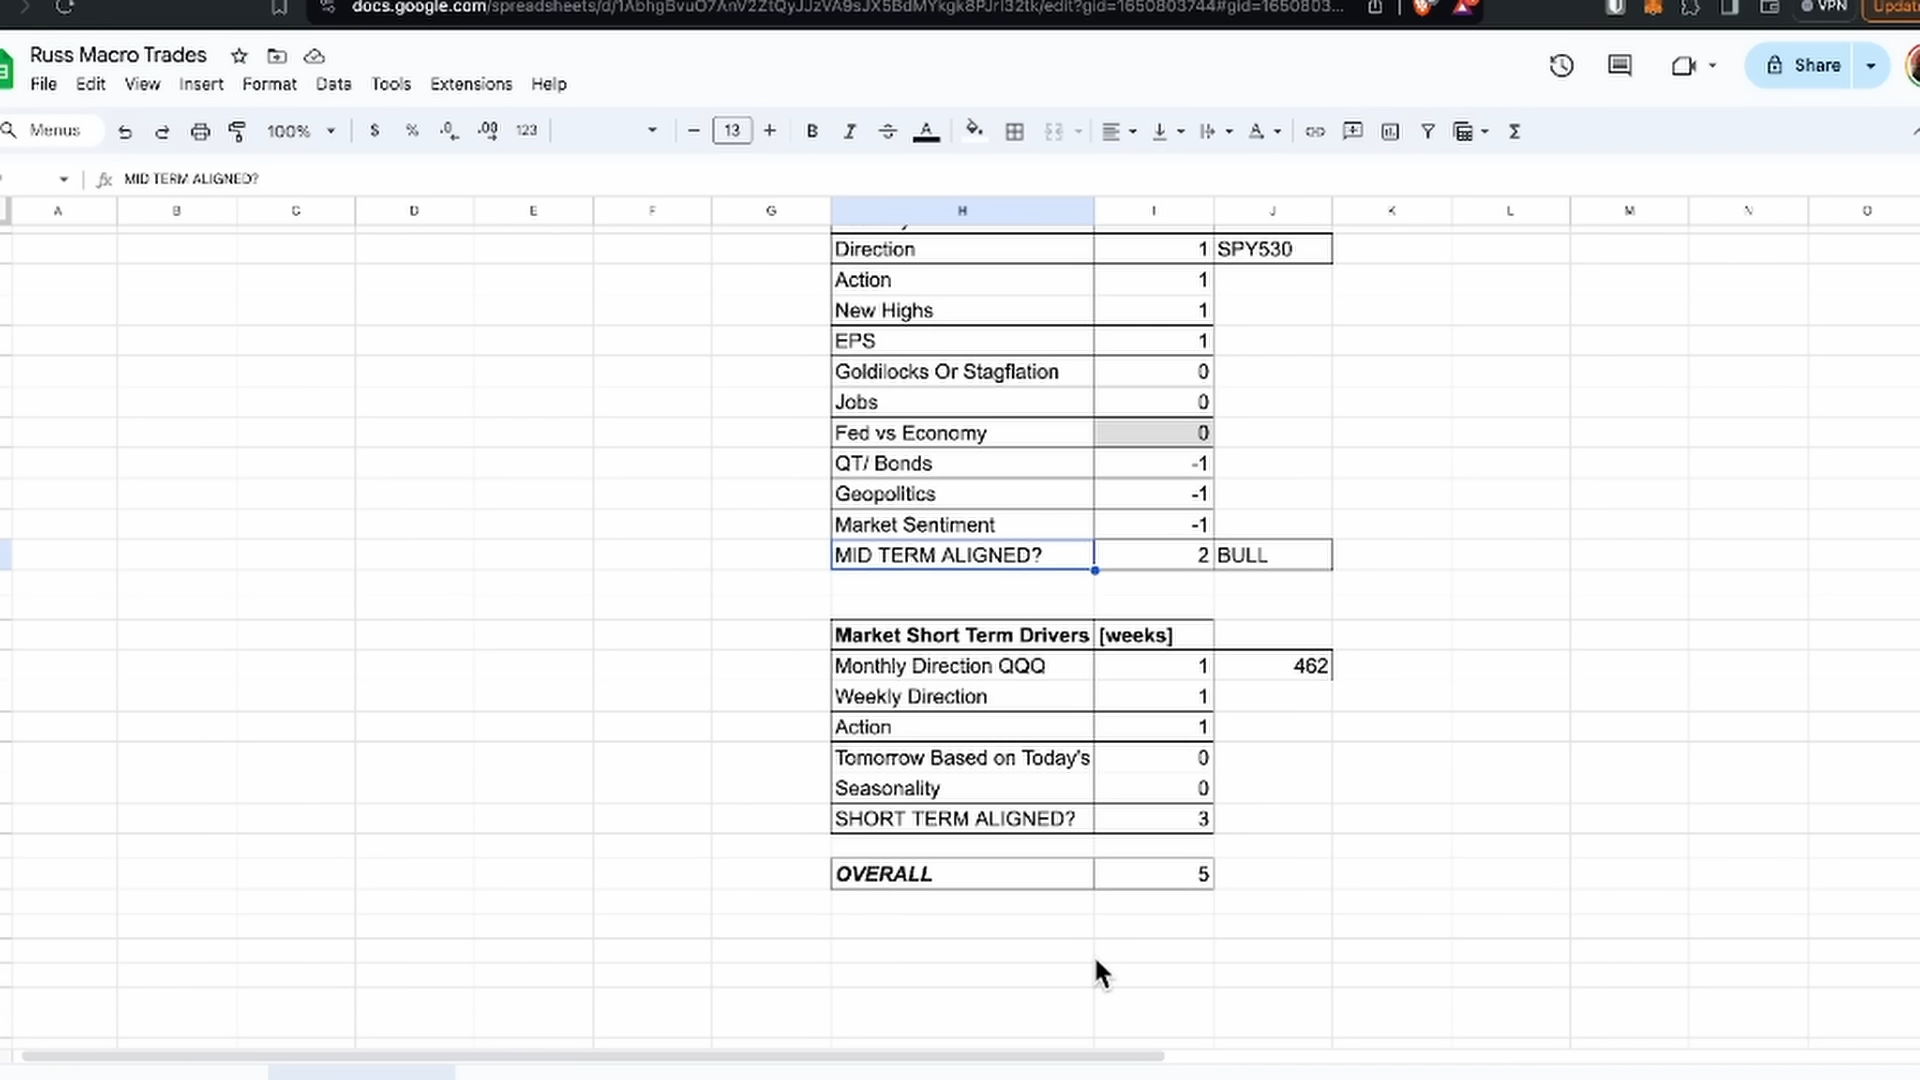 Russ Macro Trades
File Edit View Insert Format Data Tools Extensions Help
Share
VPN
Menus
100%
$ % .0 .00 123
13
fx MID TERM ALIGNED?
A B C D E F G H I J K L M N O
Direction 1 SPY530
Action 1
New Highs 1
EPS 1
Goldilocks Or Stagflation 0
Jobs 0
Fed vs Economy 0
QT/ Bonds -1
Geopolitics -1
Market Sentiment -1
MID TERM ALIGNED? 2 BULL
Market Short Term Drivers [weeks]
Monthly Direction QQQ 1 462
Weekly Direction 1
Action 1
Tomorrow Based on Today's 0
Seasonality 0
SHORT TERM ALIGNED? 3
OVERALL 5